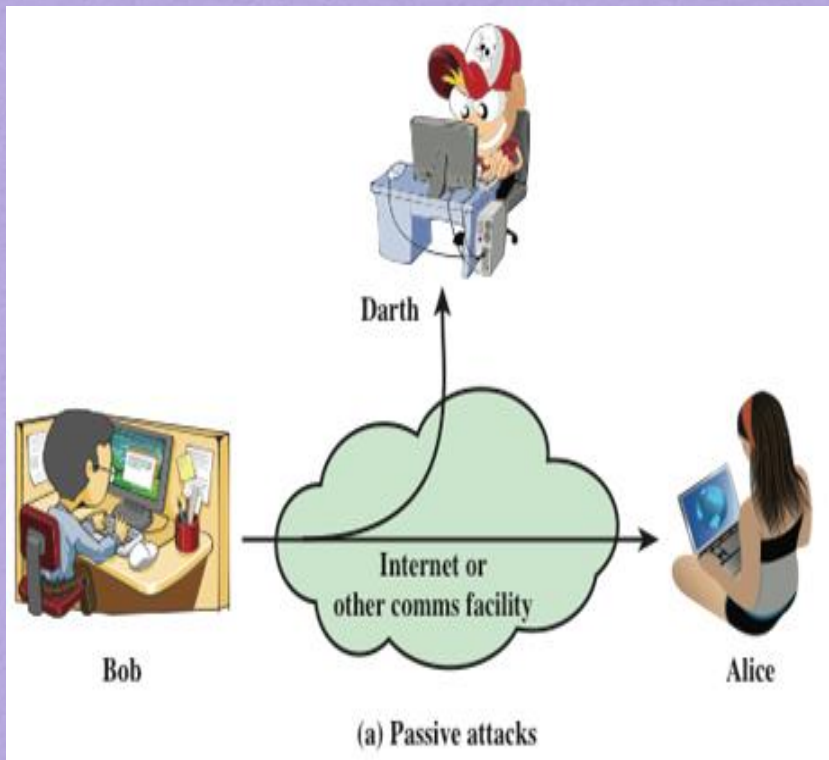 Darth
Internet or
other comms facility
Bob
Alice
(a) Passive attacks